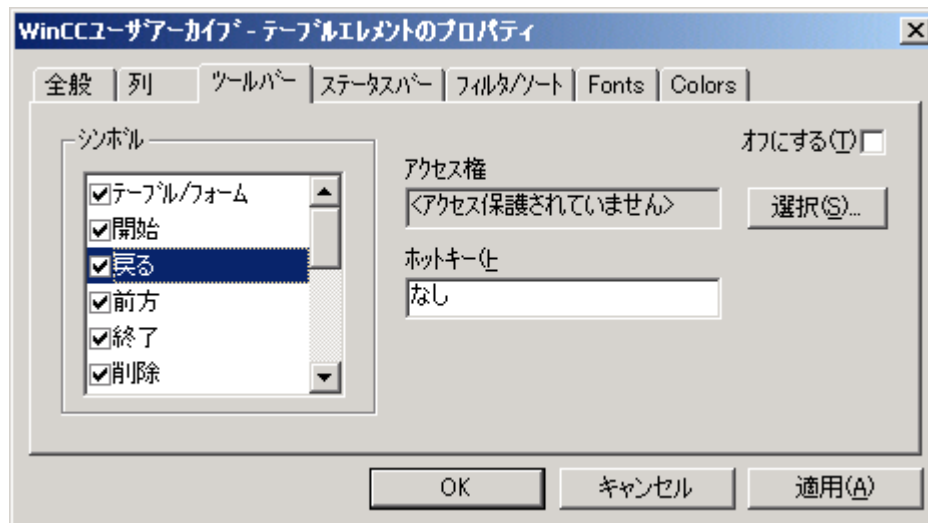 WinCCユーザアーカイブ - テーブルエレメントのプロパティ
全般 列 ツールバー ステータスバー フィルタ/ソート Fonts Colors
シンボル
テーブル/フォーム
開始
戻る
前方
終了
削除
オフにする(T)
アクセス権
<アクセス保護されていません>
選択(S)...
ホットキー(H
なし
OK キャンセル 適用(A)